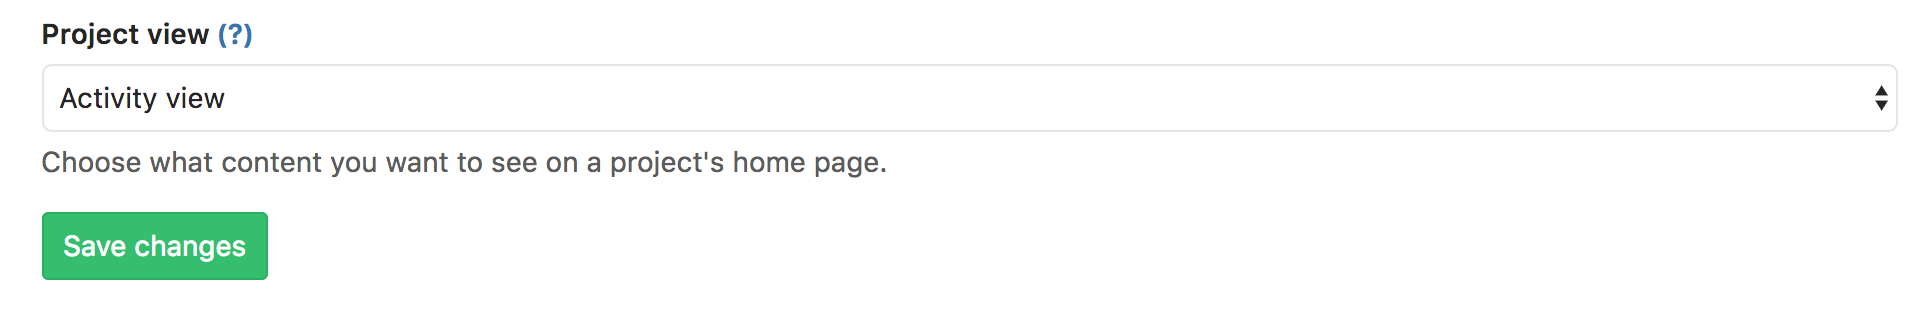 Project view (?)
Activity view
Choose what content you want to see on a project's home page.
Save changes